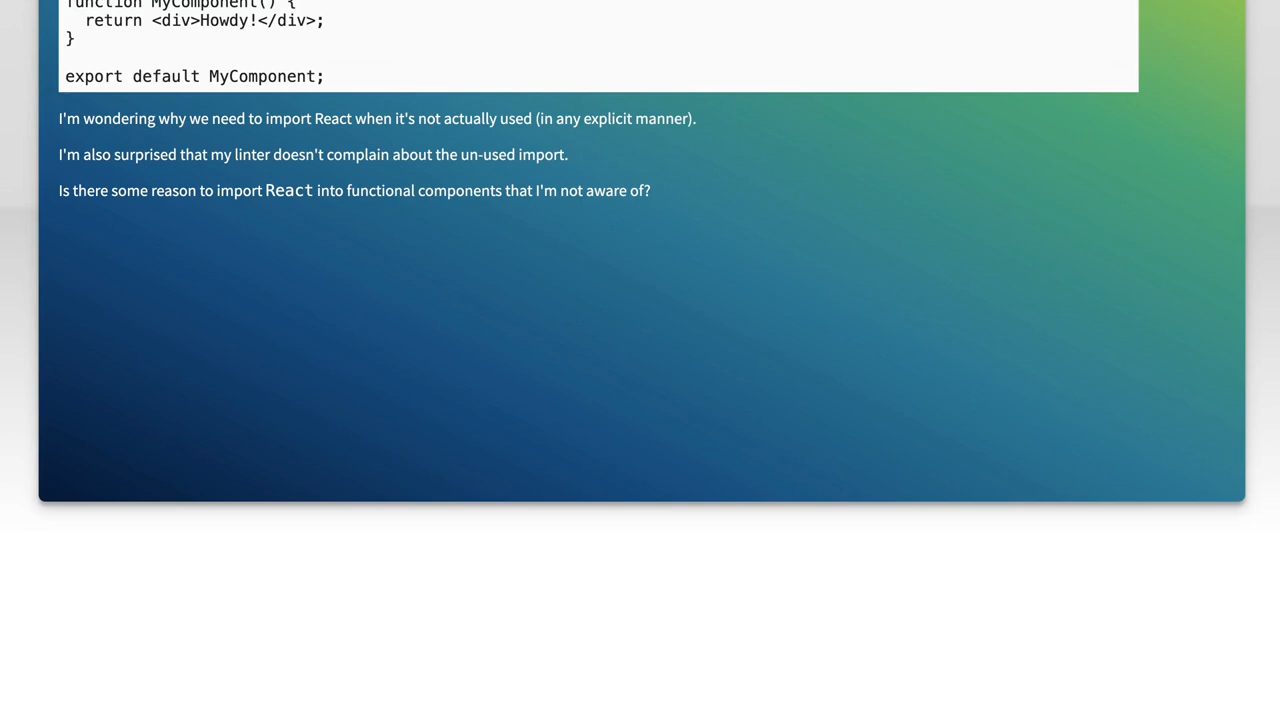 function MyComponent() {
  return <div>Howdy!</div>;
}
export default MyComponent;
I'm wondering why we need to import React when it's not actually used (in any explicit manner).
I'm also surprised that my linter doesn't complain about the un-used import.
Is there some reason to import React into functional components that I'm not aware of?